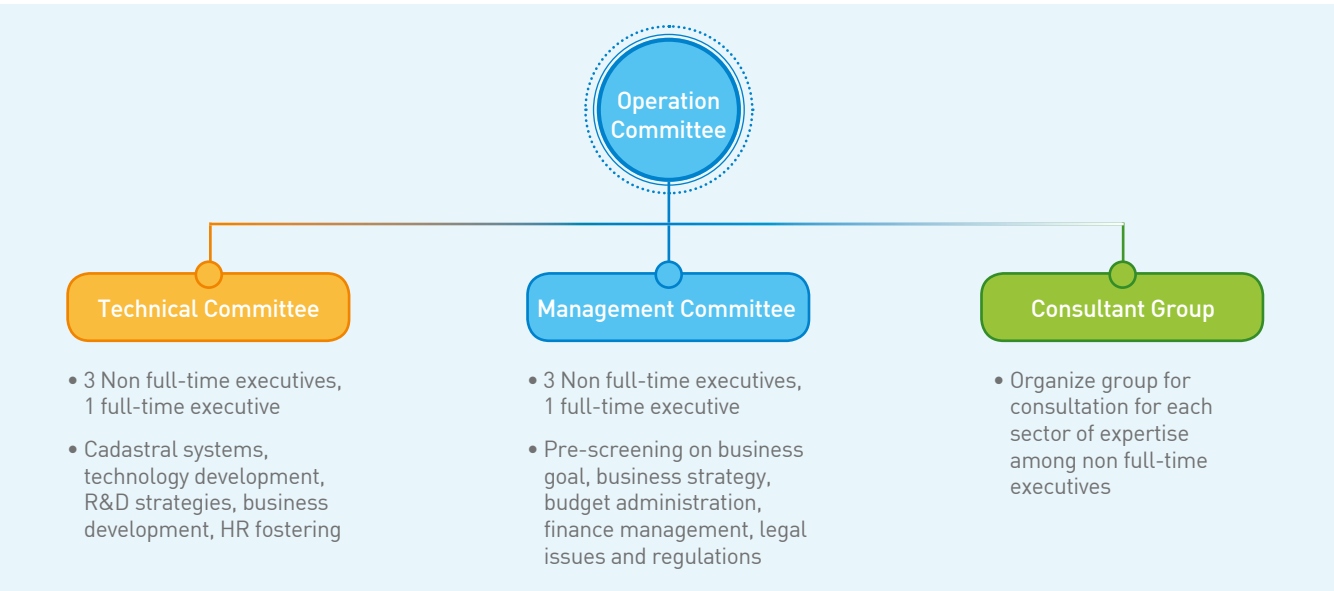 Operation
Committee
Technical Committee
• 3 Non full-time executives,
1 full-time executive
• Cadastral systems,
technology development,
R&D strategies, business
development, HR fostering
Management Committee
• 3 Non full-time executives,
1 full-time executive
• Pre-screening on business
goal, business strategy,
budget administration,
finance management, legal
issues and regulations
Consultant Group
• Organize group for
consultation for each
sector of expertise
among non full-time
executives